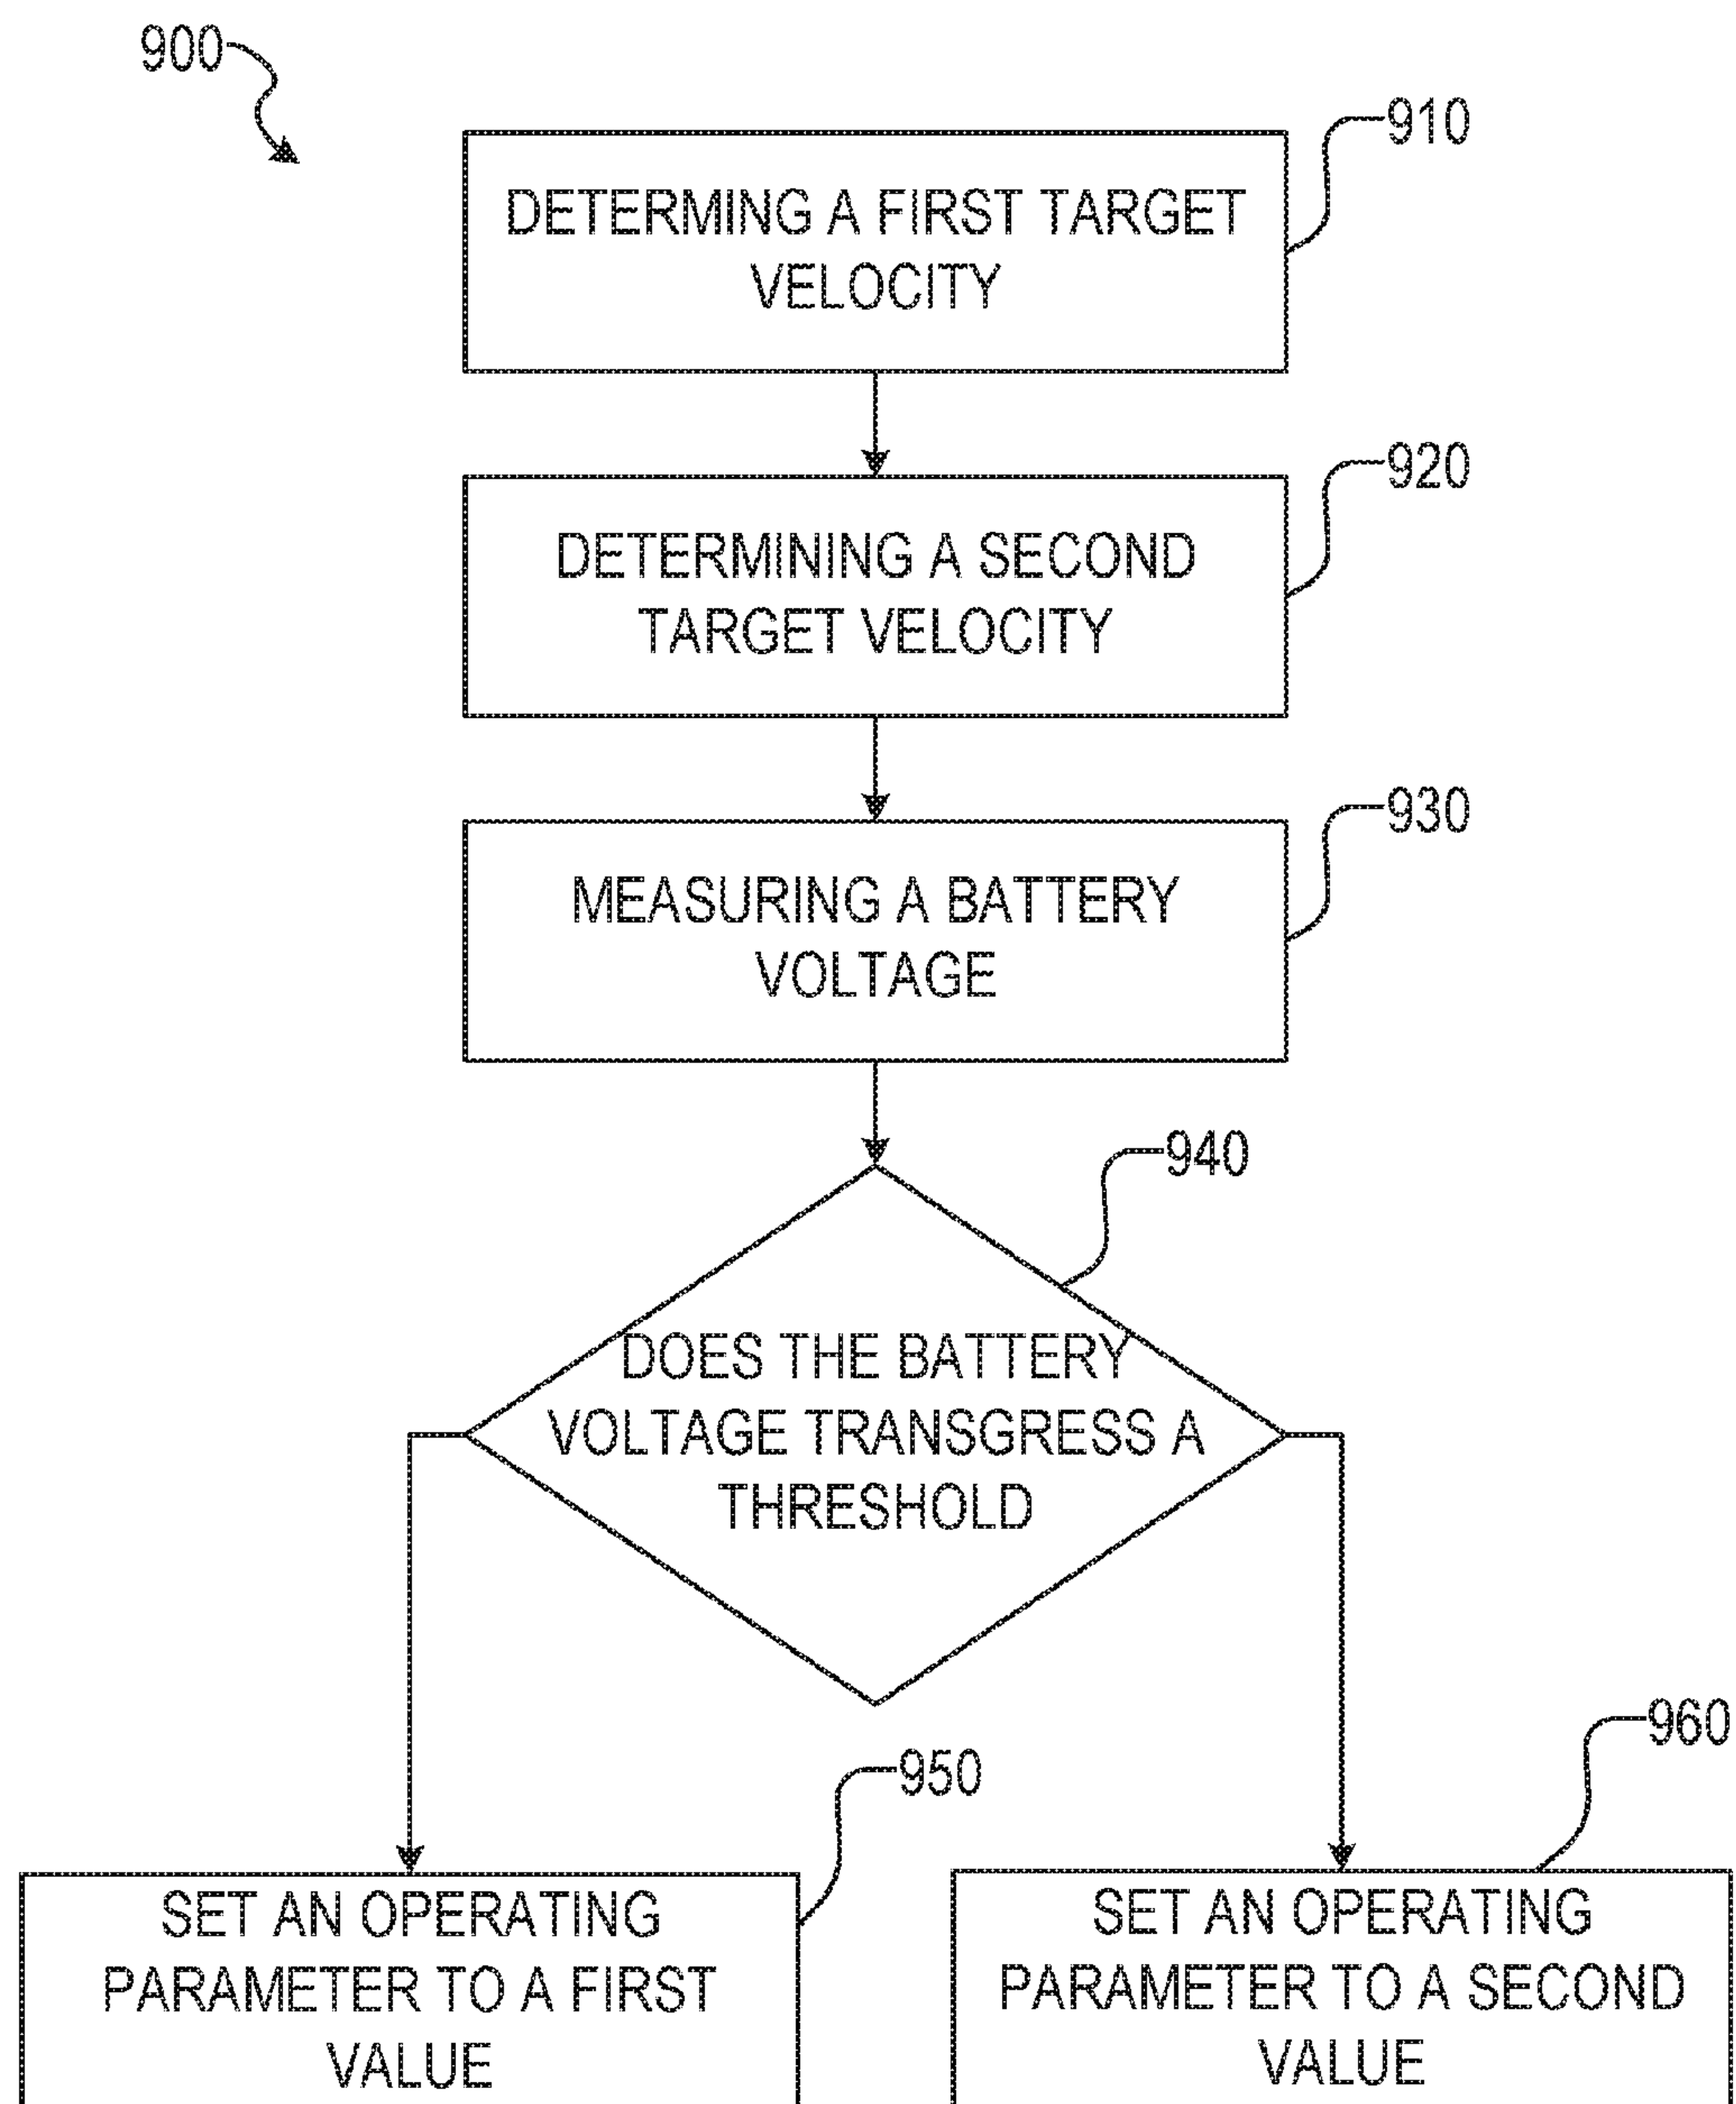 900
910
DETERMING A FIRST TARGET
VELOCITY
920
DETERMINING A SECOND
TARGET VELOCITY
930
MEASURING A BATTERY
VOLTAGE
940
DOES THE BATTERY
VOLTAGE TRANSGRESS A
THRESHOLD
950
SET AN OPERATING
PARAMETER TO A FIRST
VALUE
960
SET AN OPERATING
PARAMETER TO A SECOND
VALUE